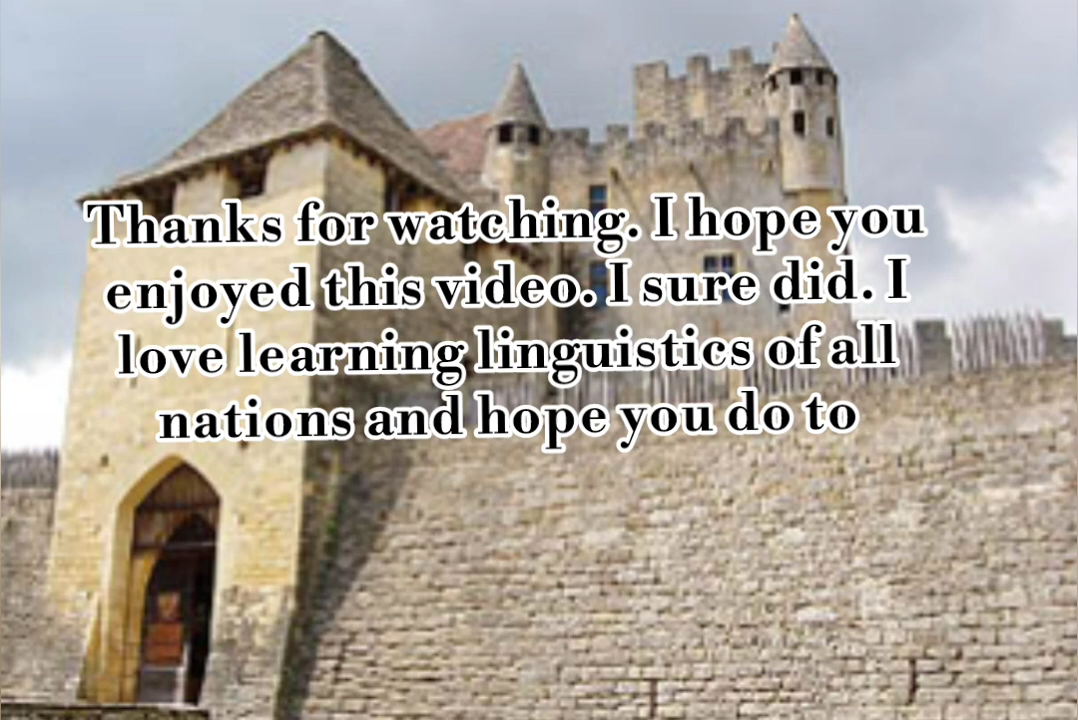 Thanks for watching. I hope you
enjoyed this video. I sure did. I
love learning linguistics of all
nations and hope you do to